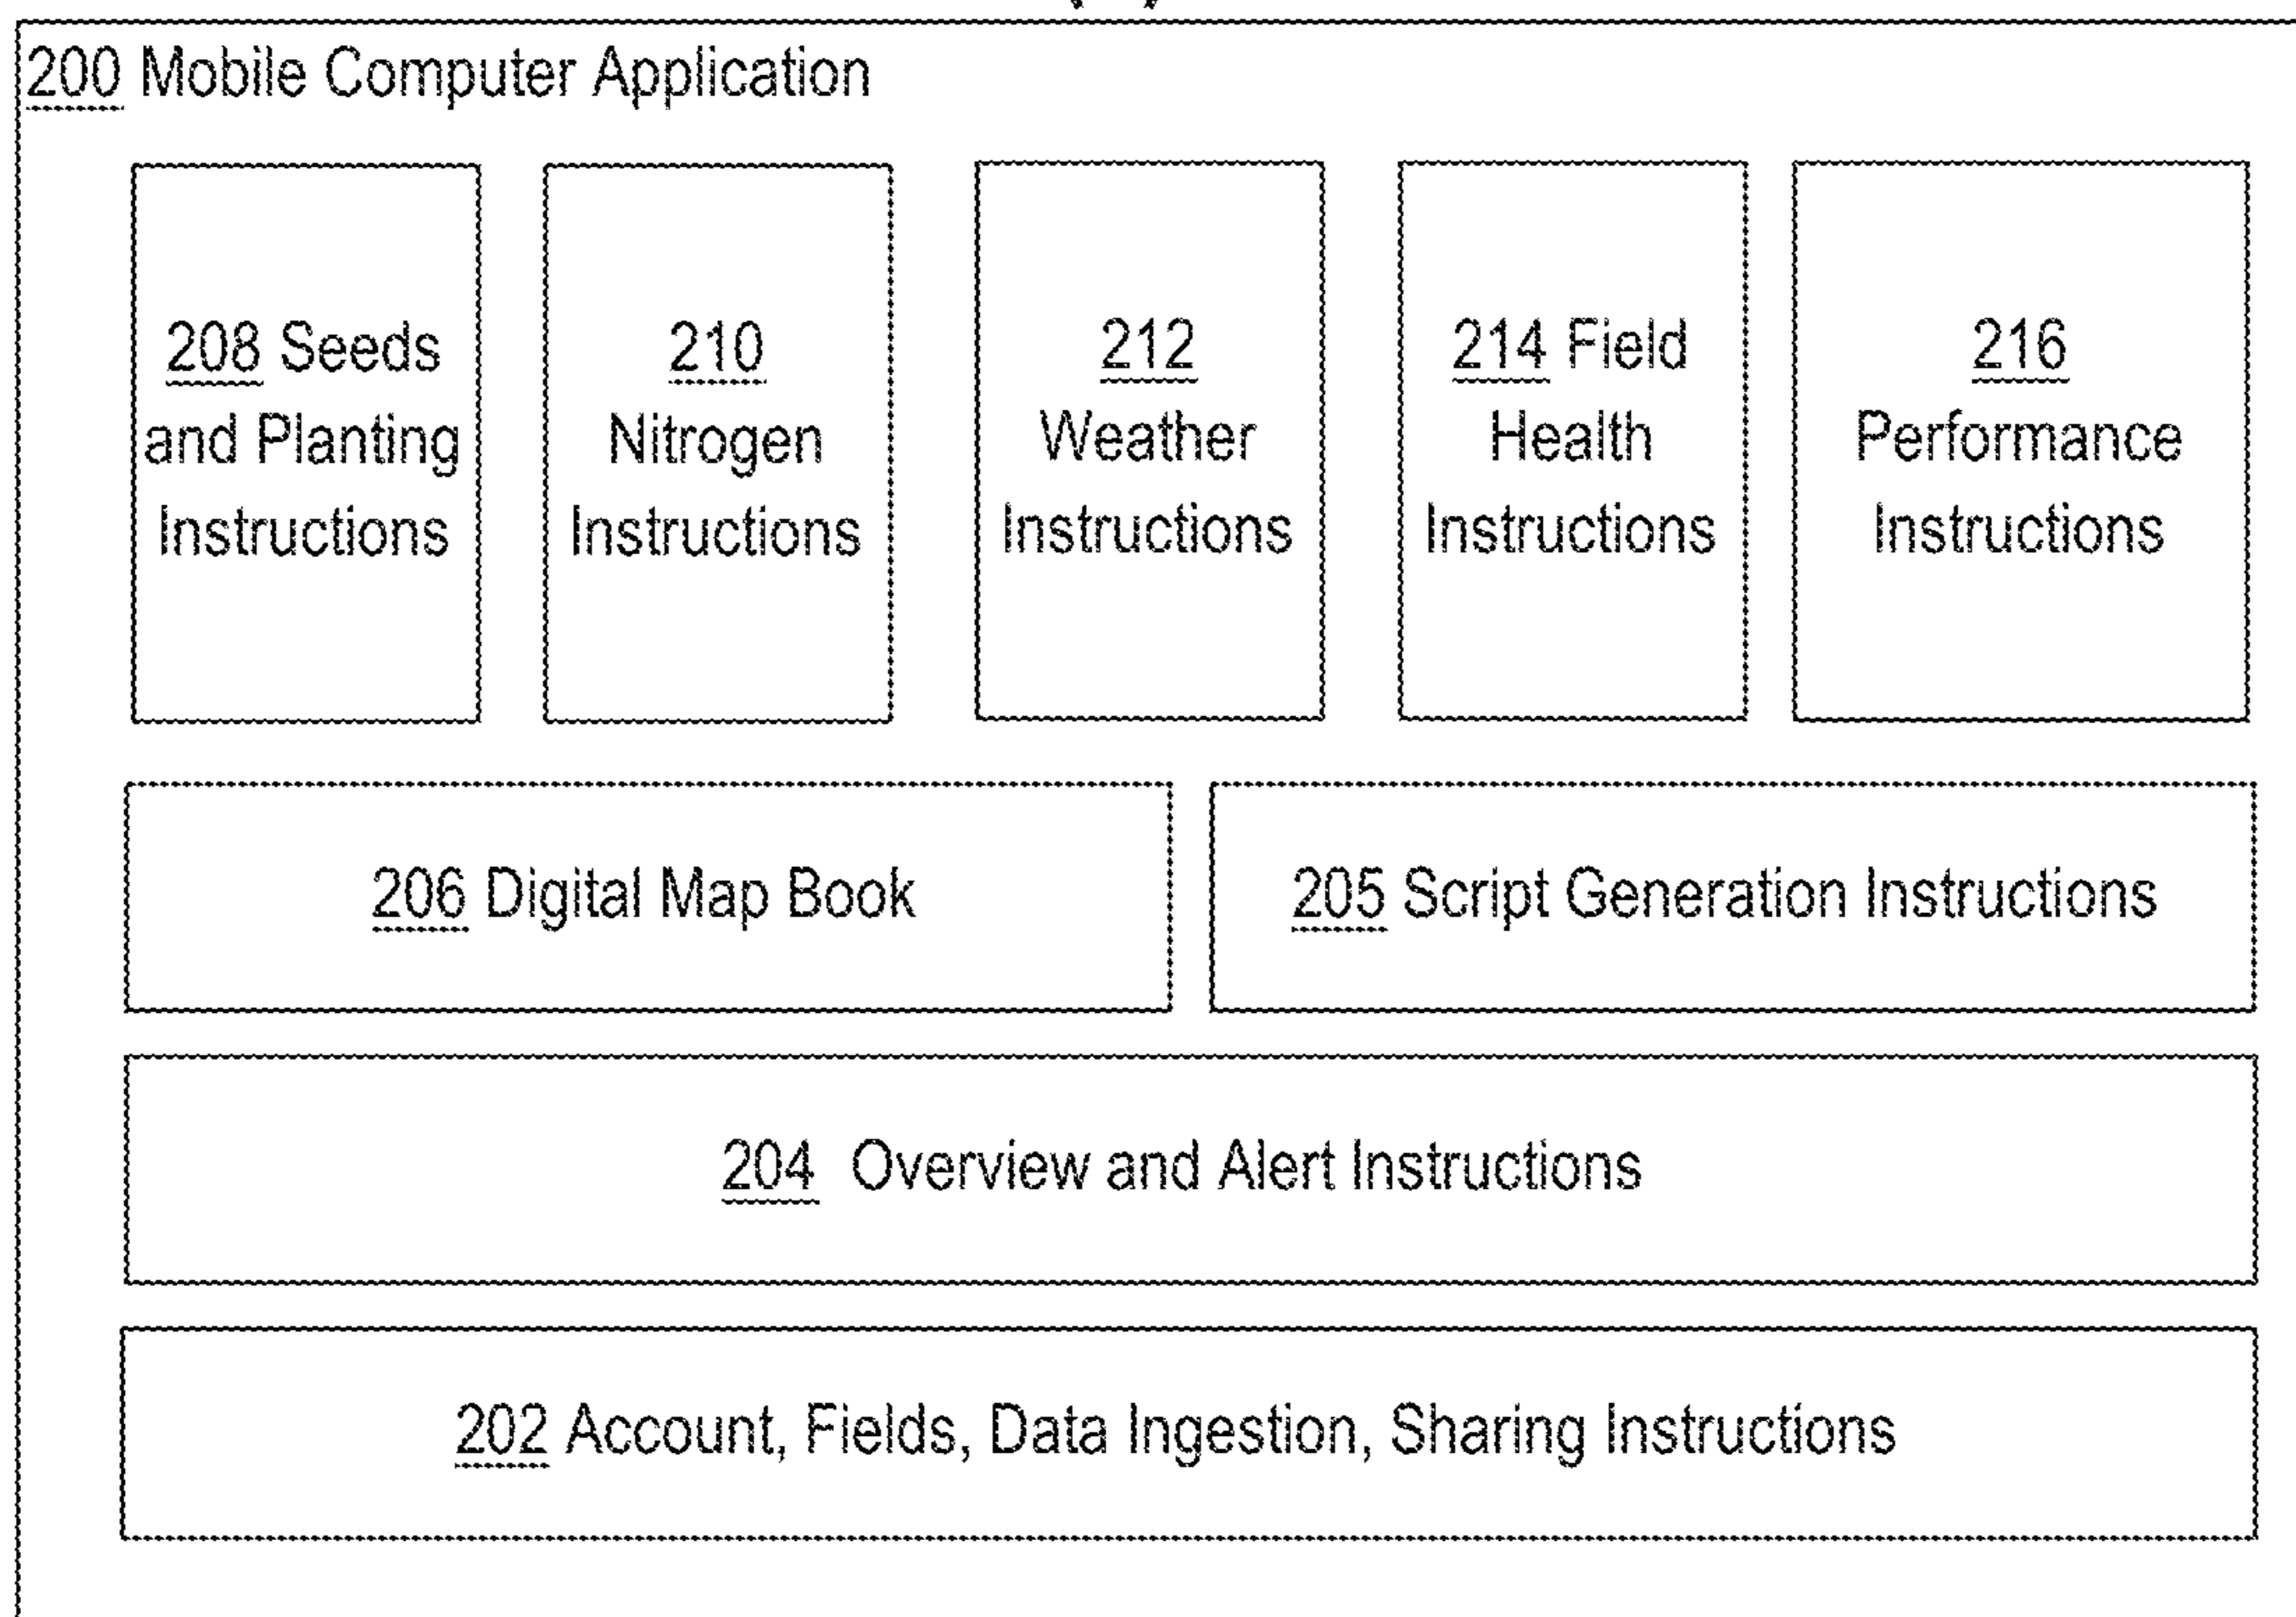 200 Mobile Computer Application
208 Seeds
and Planting
Instructions
210
Nitrogen
Instructions
212
Weather
Instructions
214 Field
Health
Instructions
216
Performance
Instructions
206 Digital Map Book
205 Script Generation Instructions
204 Overview and Alert Instructions
202 Account, Fields, Data Ingestion, Sharing Instructions